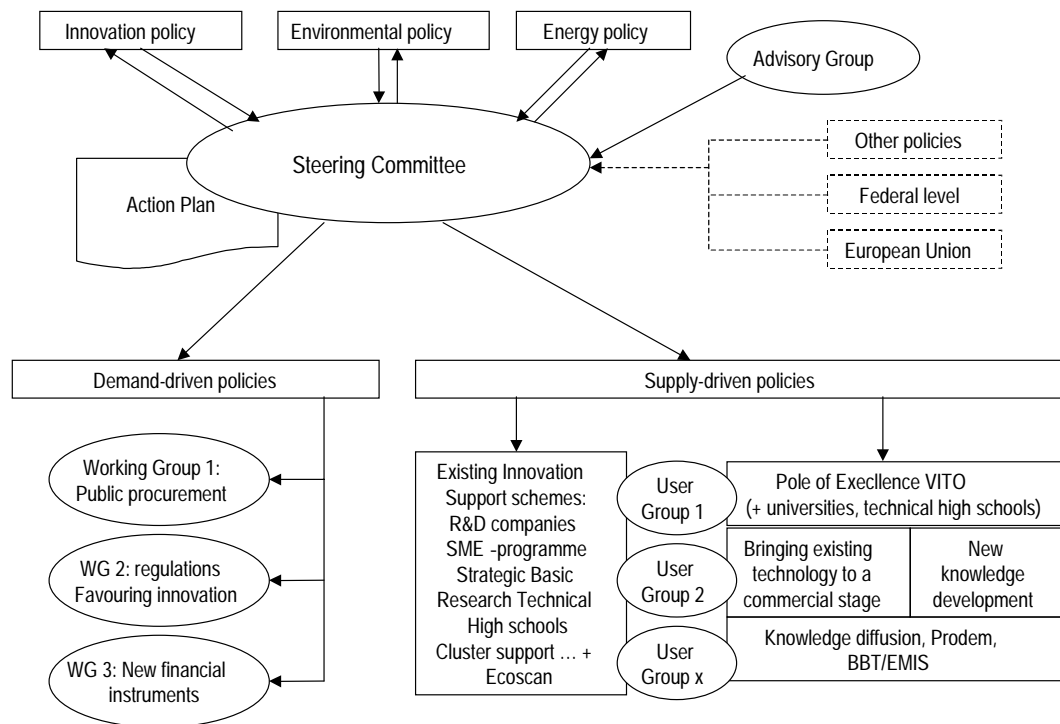 Innovation policy
Environmental policy
Energy policy
Advisory Group
Steering Committee
Action Plan
Other policies
Federal level
European Union
Demand-driven policies
Supply-driven policies
Working Group 1:
Public procurement
WG 2: regulations
Favouring innovation
WG 3: New financial
instruments
Existing Innovation
Support schemes:
R&D companies
SME -programme
Strategic Basic
Research Technical
High schools
Cluster support ... +
Ecoscan
User
Group 1
User
Group 2
User
Group x
Pole of Execllence VITO
(+ universities, technical high schools)
Bringing existing
technology to a
commercial stage
New
knowledge
development
Knowledge diffusion, Prodem,
BBT/EMIS